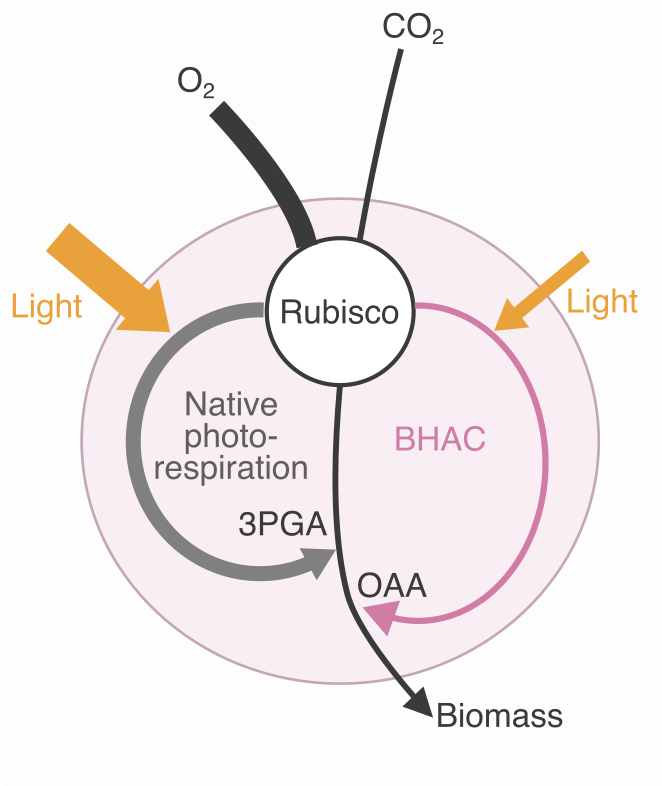 CO₂
O₂
Light
Light
Rubisco
Native
photo-
respiration
BHAC
3PGA
OAA
Biomass